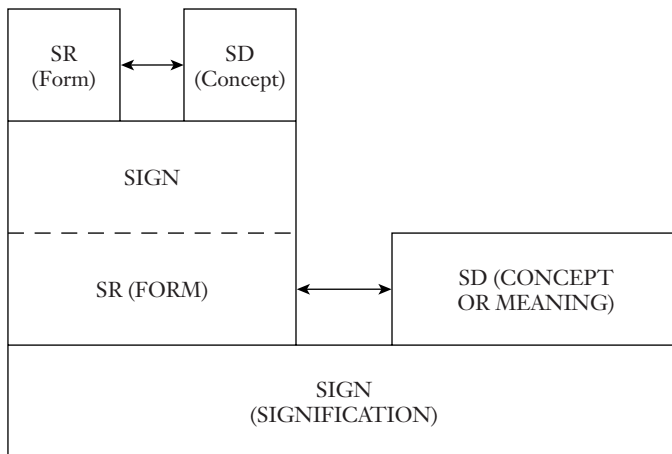 SR
(Form)
SD
(Concept)
SIGN
SR (FORM)
SD (CONCEPT
OR MEANING)
SIGN
(SIGNIFICATION)